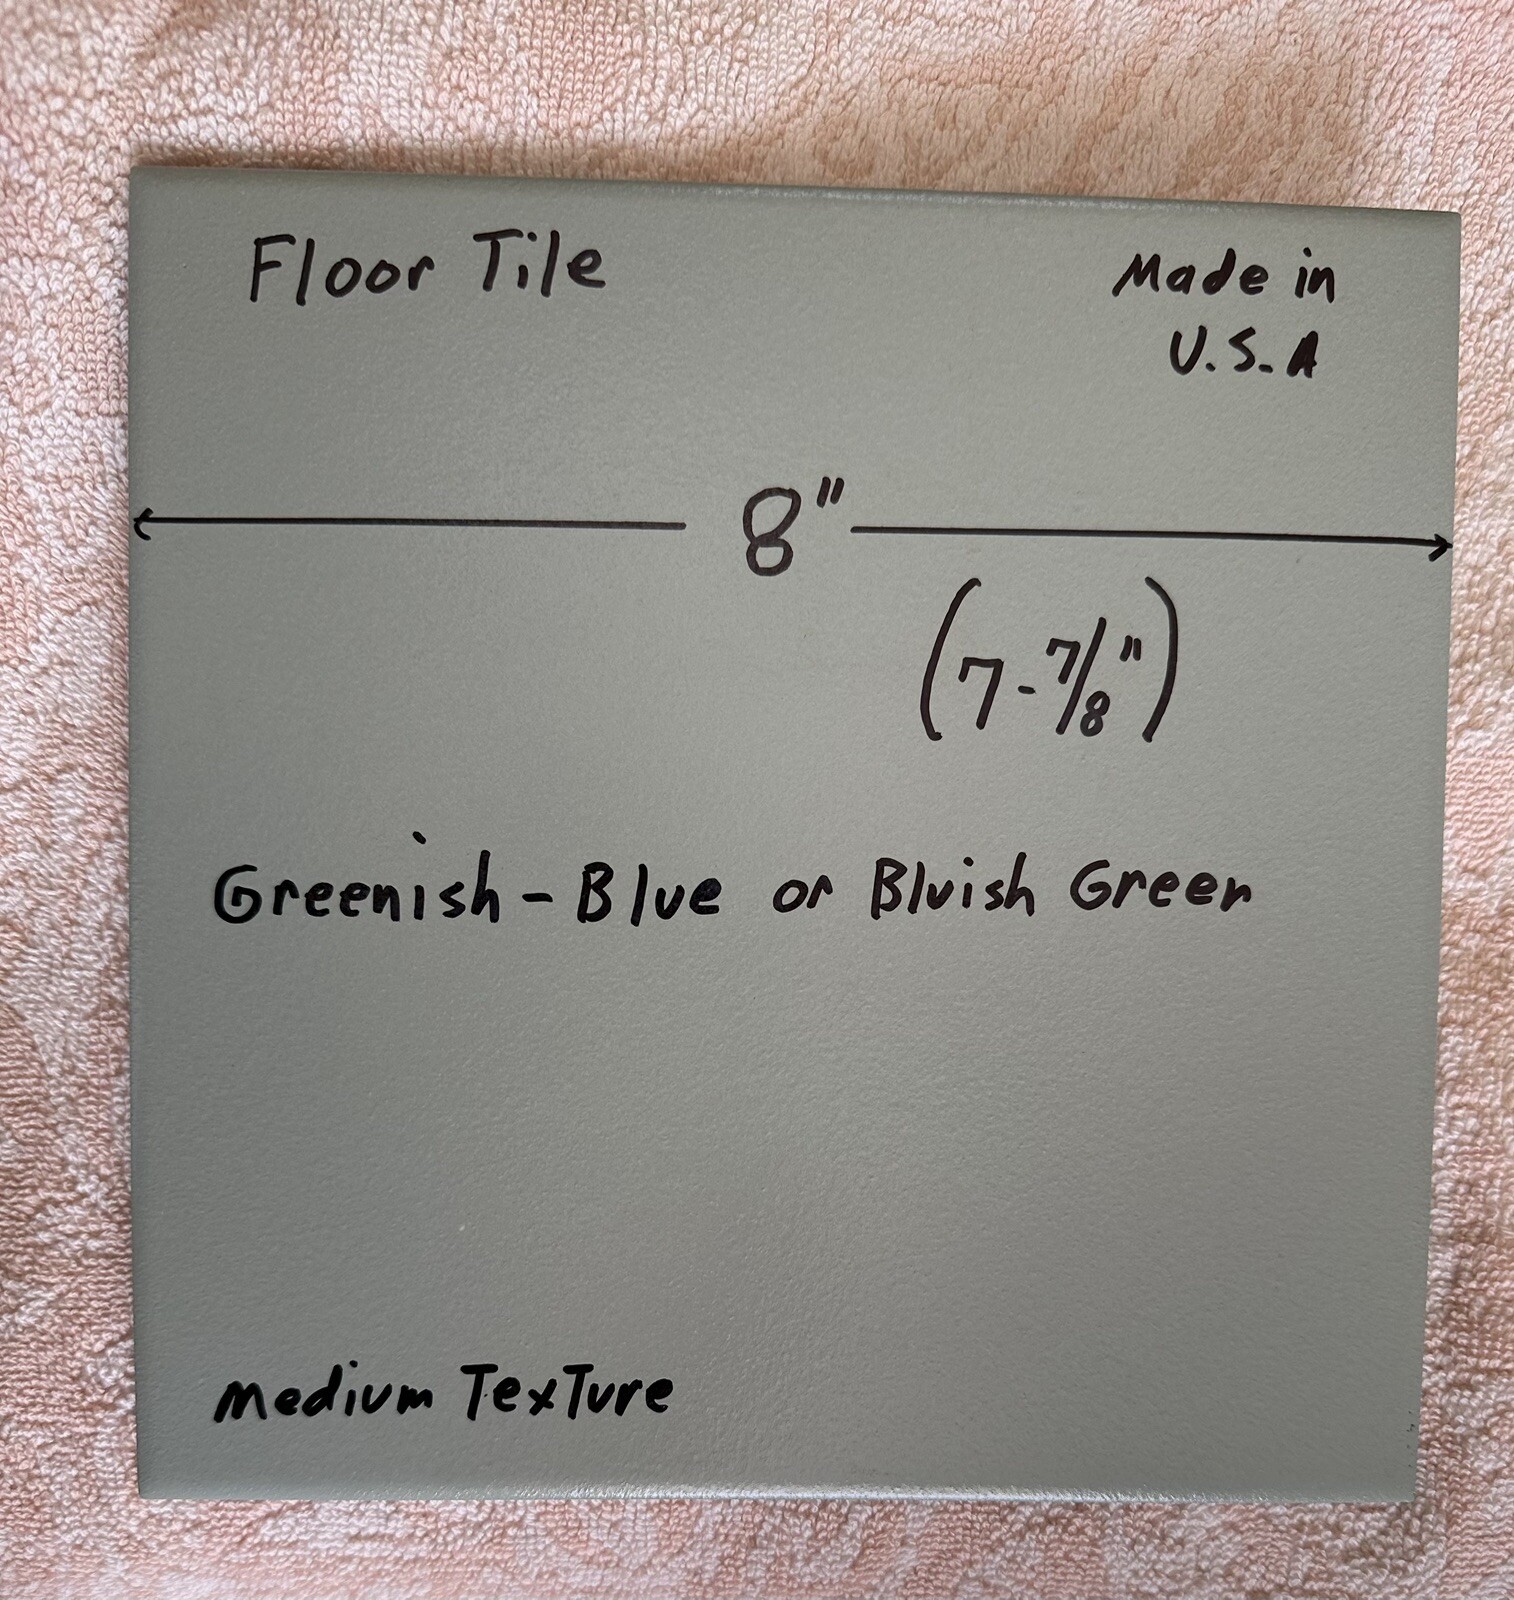 Floor Tile
Made in
U.S.A
8"
(7-7/8")
Greenish-Blue or Bluish Green
medium Texture